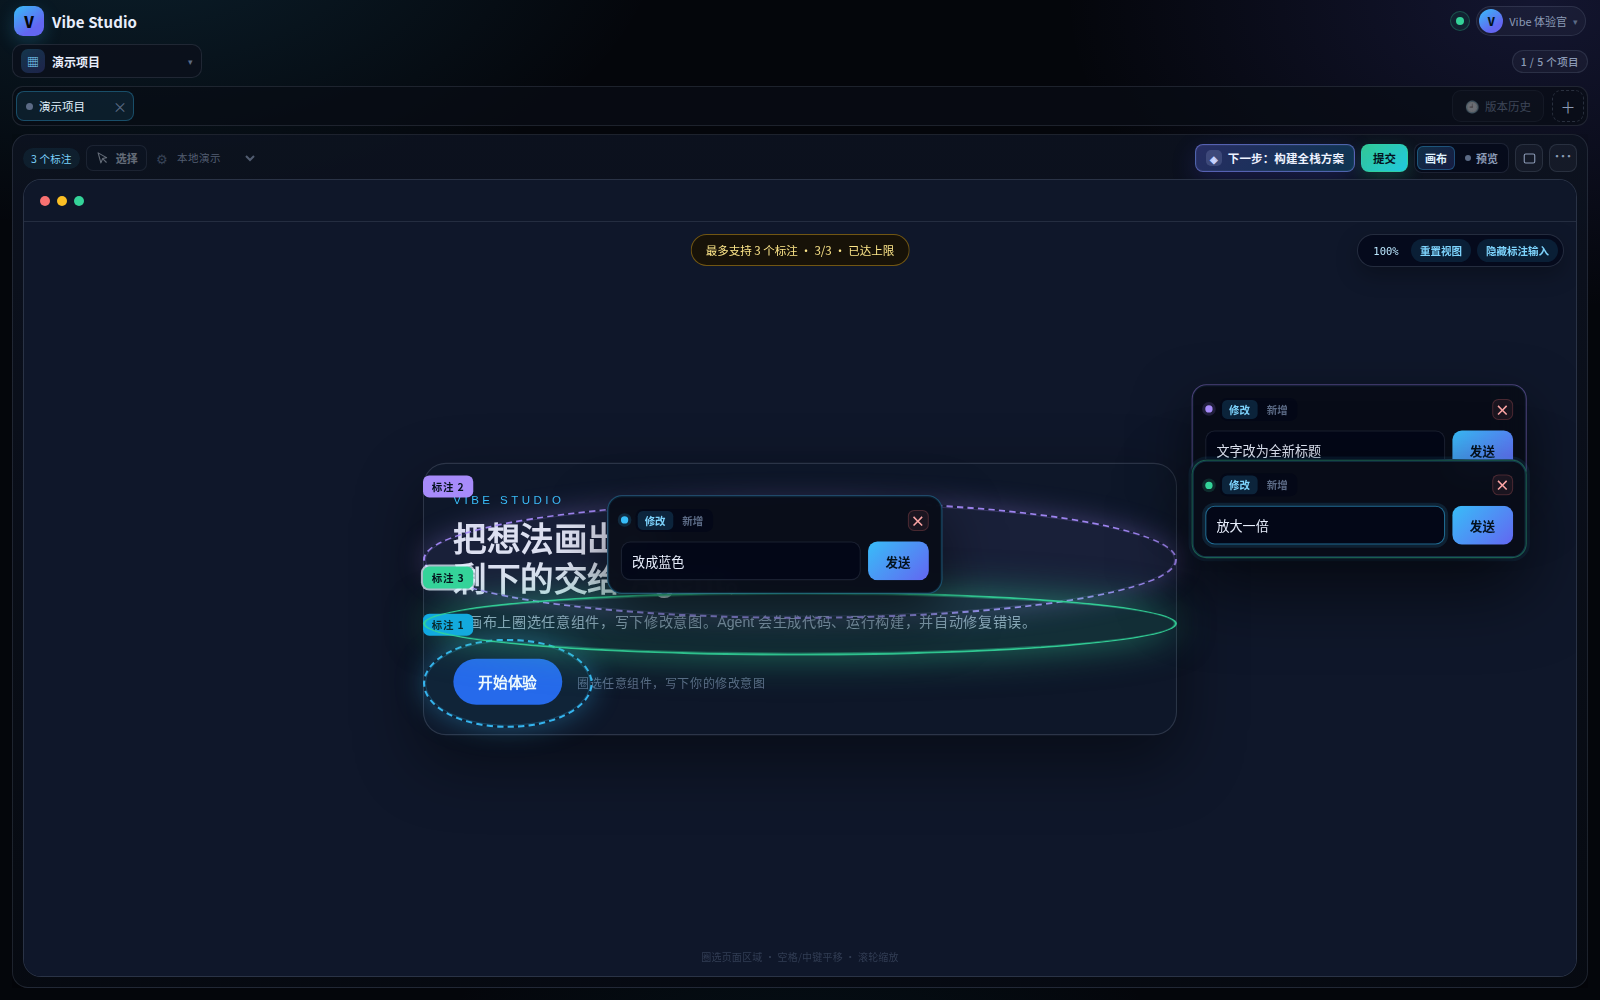 V Vibe Studio
V Vibe 体验官
演示项目
1 / 5 个项目
演示项目
版本历史
3 个标注
选择
本地演示
下一步：构建全栈方案
提交
画布
预览
最多支持 3 个标注 · 3/3 · 已达上限
100%
重置视图
隐藏标注输入
修改 新增
文字改为全新标题
发送
修改 新增
放大一倍
发送
标注 2
VIBE STUDIO
把想法画出
剩下的交给
修改 新增
改成蓝色
发送
标注 3
标注 1
画布上圈选任意组件，写下修改意图。Agent 会生成代码、运行构建，并自动修复错误。
开始体验
圈选任意组件，写下你的修改意图
圈选页面区域 · 空格/中键平移 · 滚轮缩放